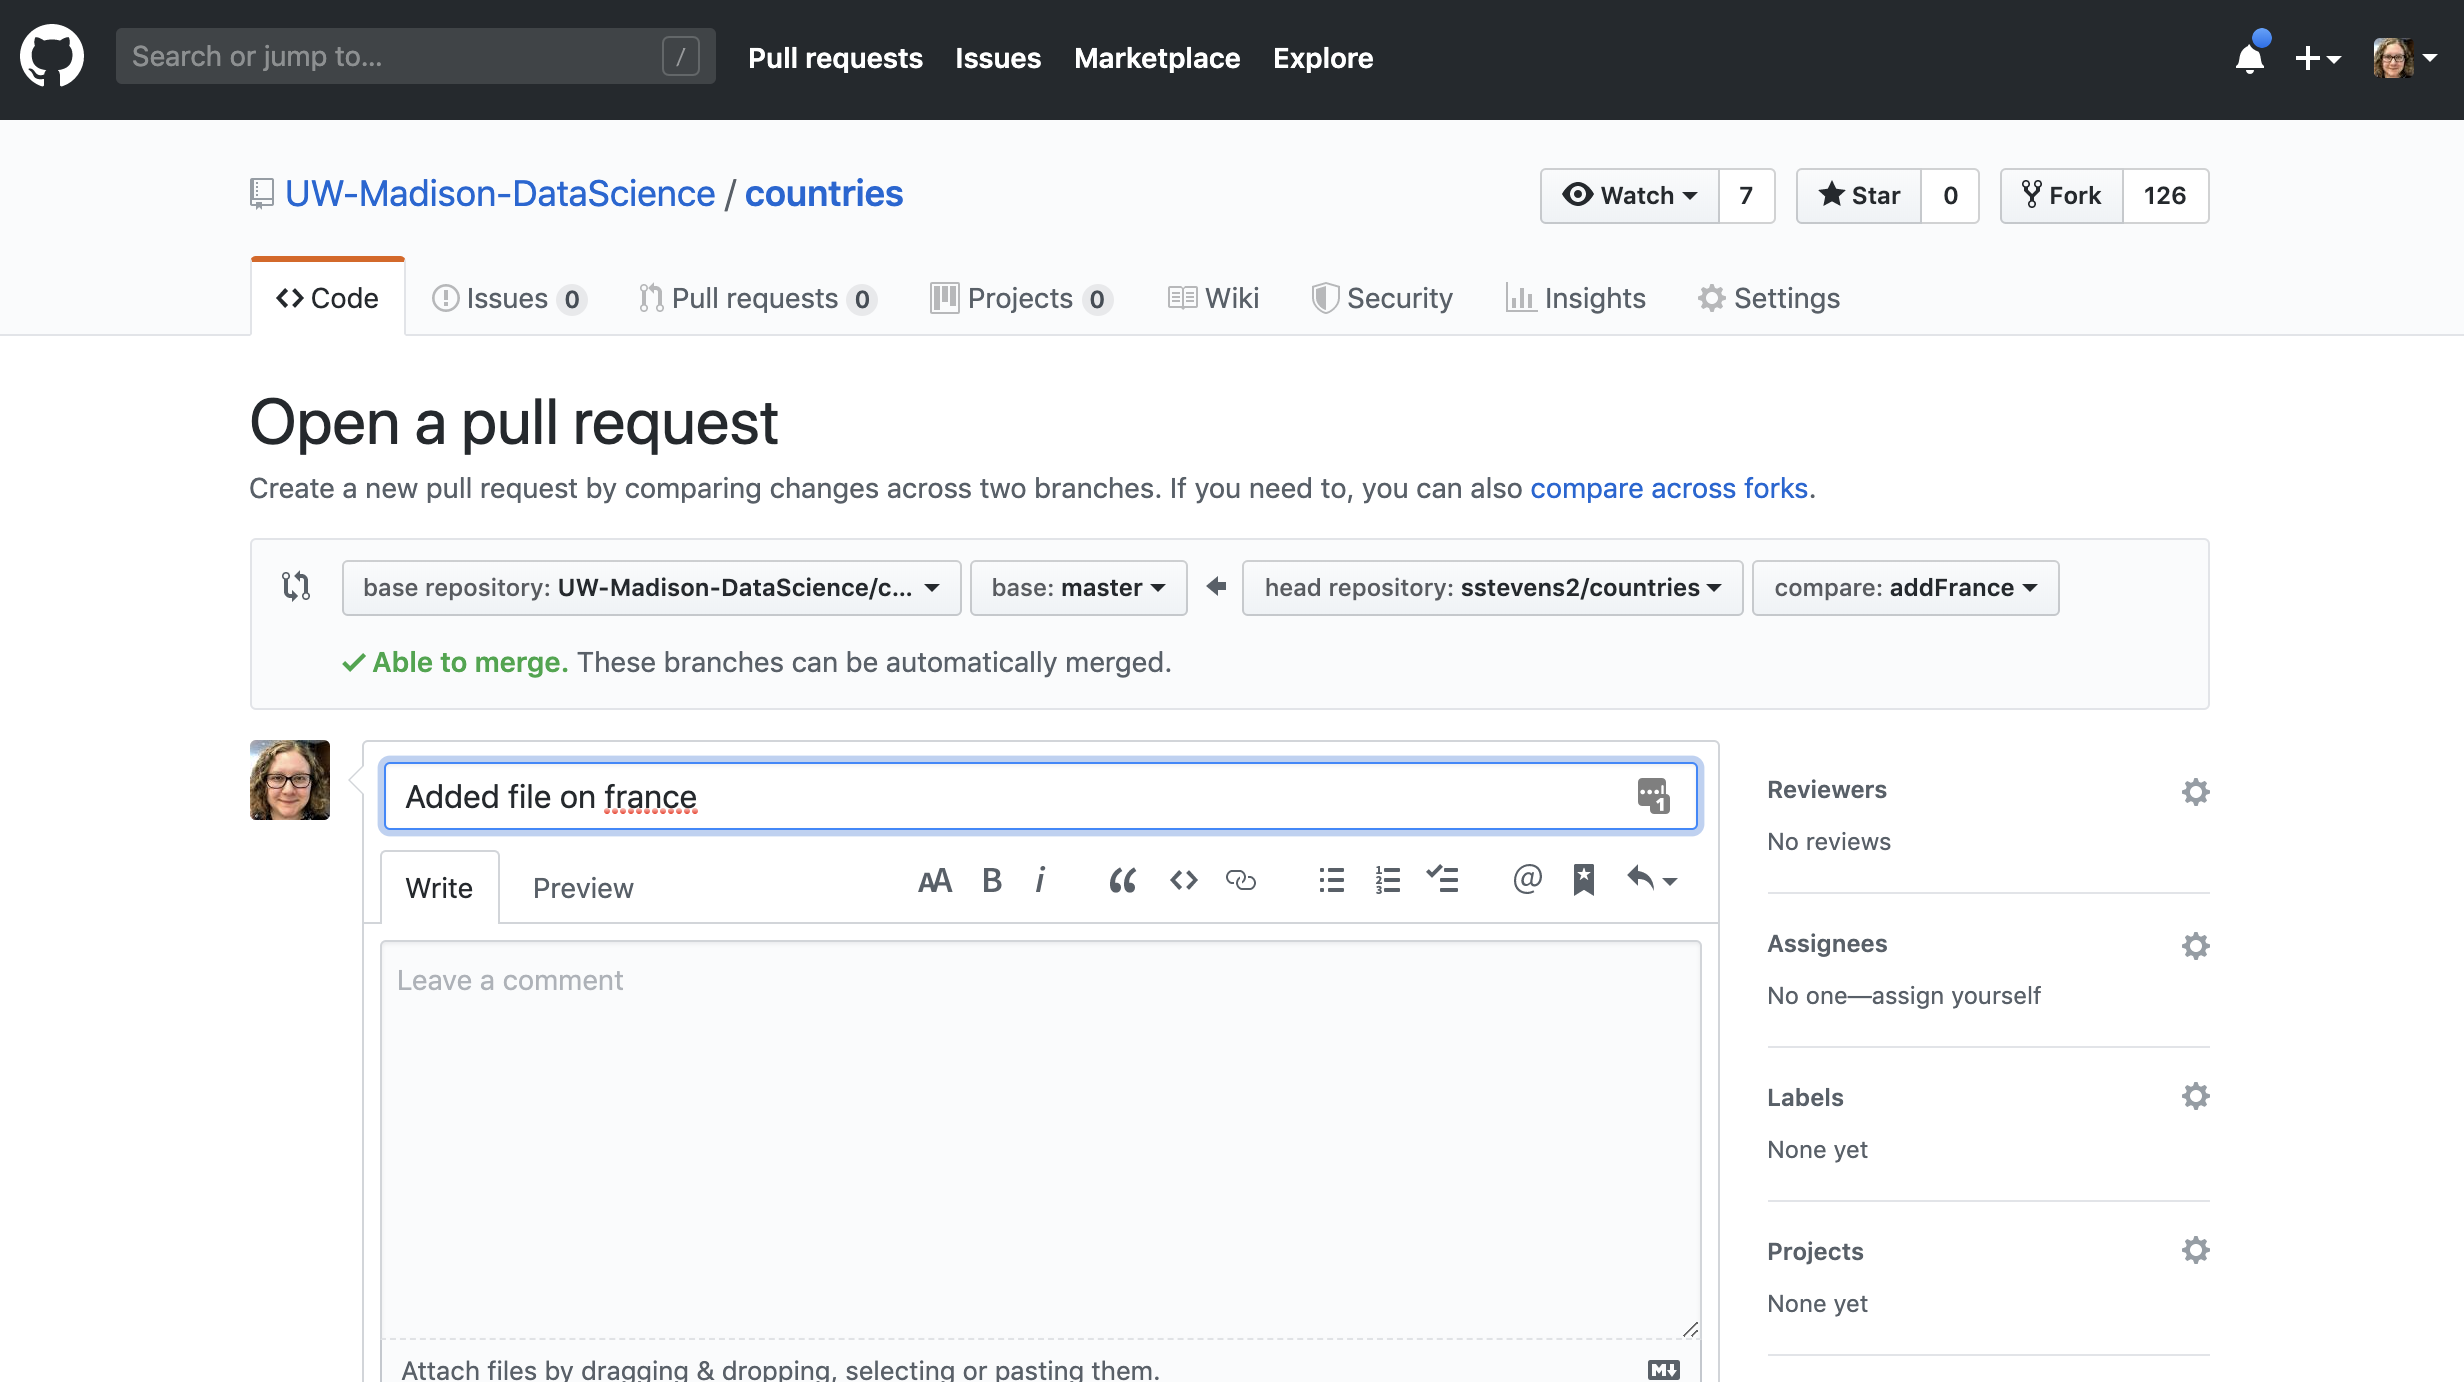 Search or jump to... /
Pull requests Issues Marketplace Explore
UW-Madison-DataScience / countries
Watch 7 Star 0 Fork 126
Code Issues 0 Pull requests 0 Projects 0 Wiki Security Insights Settings
Open a pull request
Create a new pull request by comparing changes across two branches. If you need to, you can also compare across forks.
base repository: UW-Madison-DataScience/c... base: master head repository: sstevens2/countries compare: addFrance
Able to merge. These branches can be automatically merged.
Added file on france 1
Write Preview AA B i “ <> 1 2 3 @
Leave a comment
Attach files by dragging & dropping, selecting or pasting them. M
Reviewers
No reviews
Assignees
No one—assign yourself
Labels
None yet
Projects
None yet